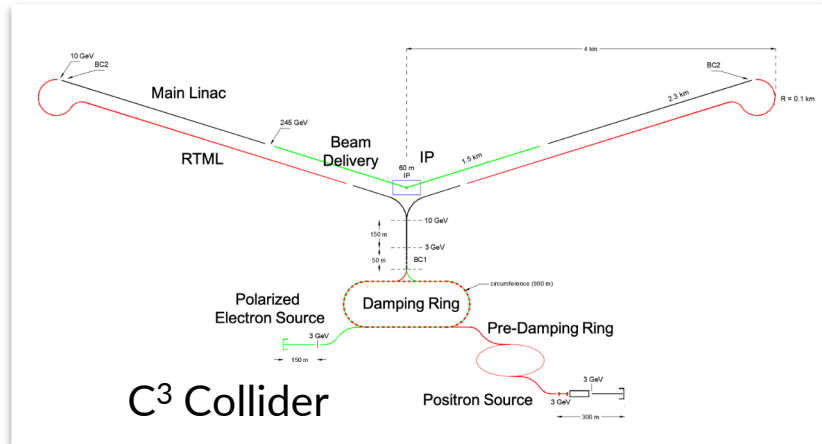 4 km
10 GeV
BC2
BC2
Main Linac
2.3 km
R = 0.1 km
245 GeV
Beam
Delivery
IP
RTML
1.5 km
60 m
IP
10 GeV
150 m
3 GeV
50 m
BC1
circumference (900 m)
Polarized
Electron Source
Damping Ring
3 GeV
Pre-Damping Ring
150 m
3 GeV
C³ Collider
Positron Source
3 GeV
300 m